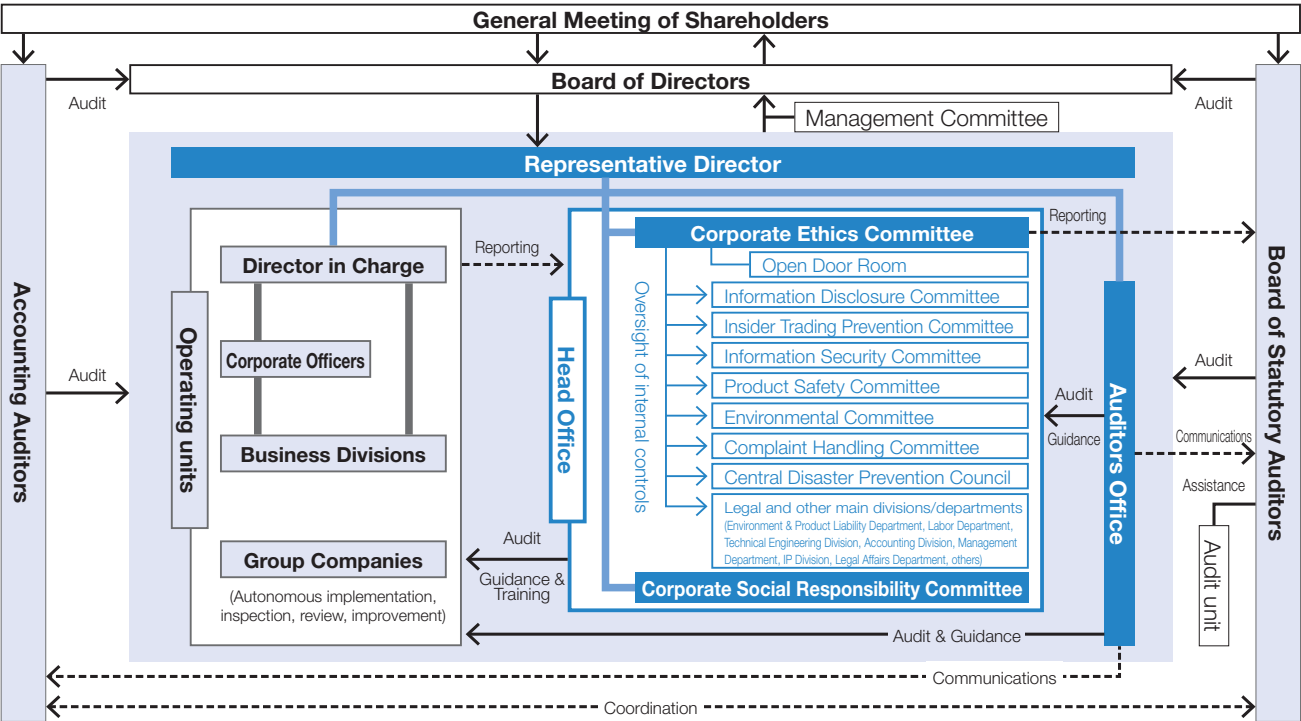 General Meeting of Shareholders
Board of Directors
Audit
Audit
Management Committee
Representative Director
Accounting Auditors
Audit
Operating units
Director in Charge
Corporate Officers
Business Divisions
Group Companies
(Autonomous implementation,
inspection, review, improvement)
Reporting
Head Office
Audit
Guidance &
Training
Corporate Ethics Committee
Open Door Room
Oversight of internal controls
Information Disclosure Committee
Insider Trading Prevention Committee
Information Security Committee
Product Safety Committee
Environmental Committee
Complaint Handling Committee
Central Disaster Prevention Council
Legal and other main divisions/departments
(Environment & Product Liability Department, Labor Department,
Technical Engineering Division, Accounting Division, Management
Department, IP Division, Legal Affairs Department, others)
Corporate Social Responsibility Committee
Reporting
Audit
Guidance
Auditors Office
Audit
Communications
Assistance
Audit unit
Board of Statutory Auditors
Audit & Guidance
Communications
Coordination